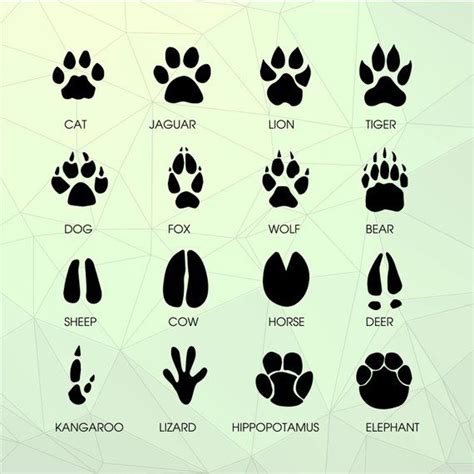 CAT JAGUAR LION TIGER
DOG FOX WOLF BEAR
SHEEP COW HORSE DEER
KANGAROO LIZARD HIPPOPOTAMUS ELEPHANT